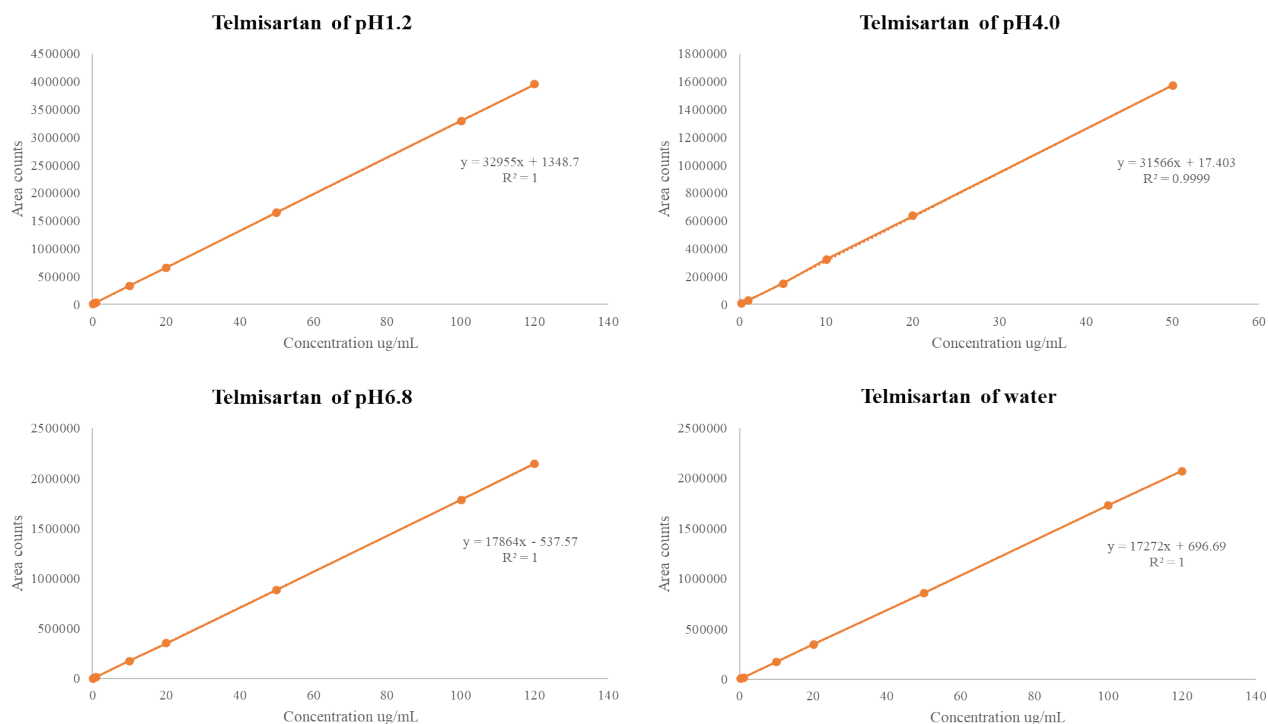 Telmisartan of pH1.2
4500000
4000000
3500000
3000000
2500000
2000000
1500000
1000000
500000
0
Area counts
y = 32955x + 1348.7
R² = 1
0 20 40 60 80 100 120 140
Concentration ug/mL
Telmisartan of pH4.0
1800000
1600000
1400000
1200000
1000000
800000
600000
400000
200000
0
Area counts
y = 31566x + 17.403
R² = 0.9999
0 10 20 30 40 50 60
Concentration ug/mL
Telmisartan of pH6.8
2500000
2000000
1500000
1000000
500000
0
Area counts
y = 17864x - 537.57
R² = 1
0 20 40 60 80 100 120 140
Concentration ug/mL
Telmisartan of water
2500000
2000000
1500000
1000000
500000
0
Area counts
y = 17272x + 696.69
R² = 1
0 20 40 60 80 100 120 140
Concentration ug/mL